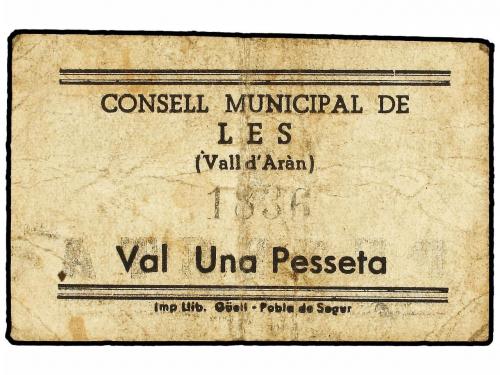 CONSELL MUNICIPAL DE
LES
(Vall d'Aràn)
1836
Val Una Pesseta
Imp Llib. Güell - Pobla de Segur